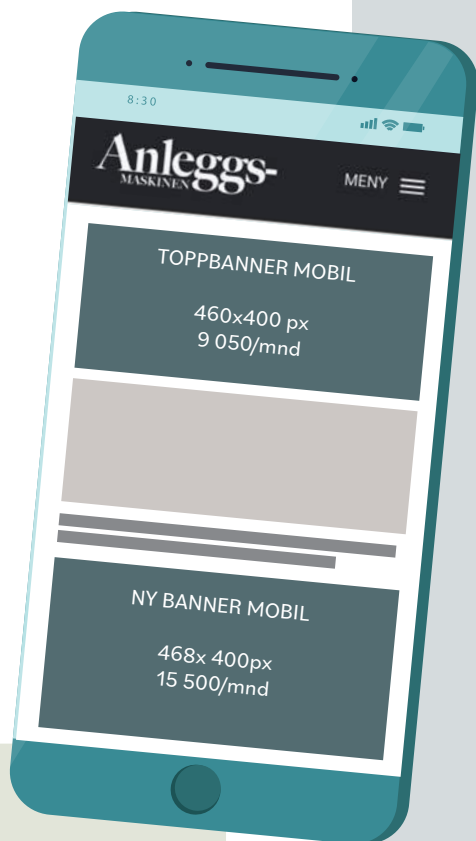 8:30
Anleggs-
MASKINEN
MENY
TOPPBANNER MOBIL
460x400 px
9 050/mnd
NY BANNER MOBIL
468x 400px
15 500/mnd